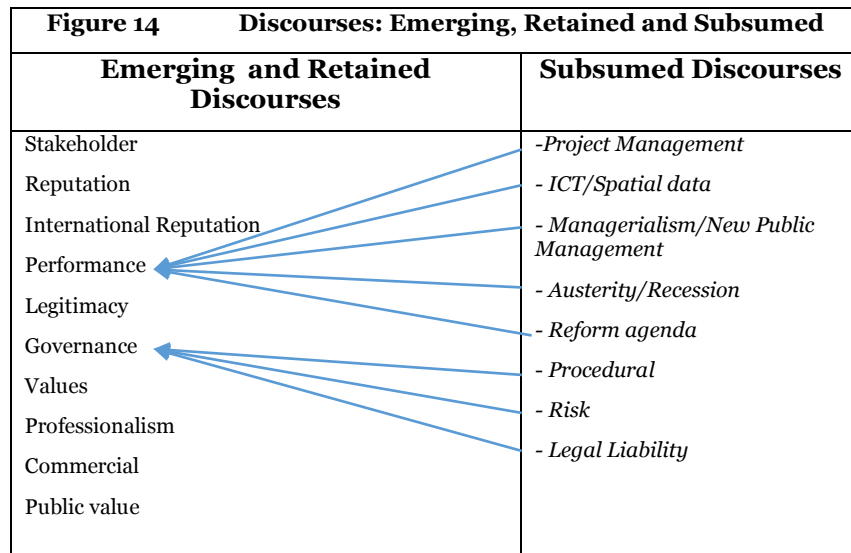 Figure 14 Discourses: Emerging, Retained and Subsumed
Emerging and Retained
Discourses
Subsumed Discourses
Stakeholder
Reputation
International Reputation
Performance
Legitimacy
Governance
Values
Professionalism
Commercial
Public value
-Project Management
- ICT/Spatial data
- Managerialism/New Public
Management
- Austerity/Recession
- Reform agenda
- Procedural
- Risk
- Legal Liability